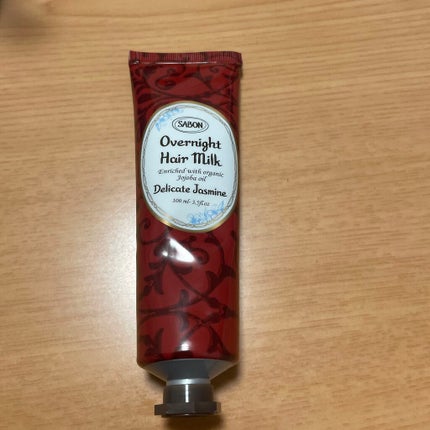 SABON
Overnight
Hair Milk
Enriched with organic
Jojoba oil
Delicate Jasmine
100 ml· 3.3fl.oz